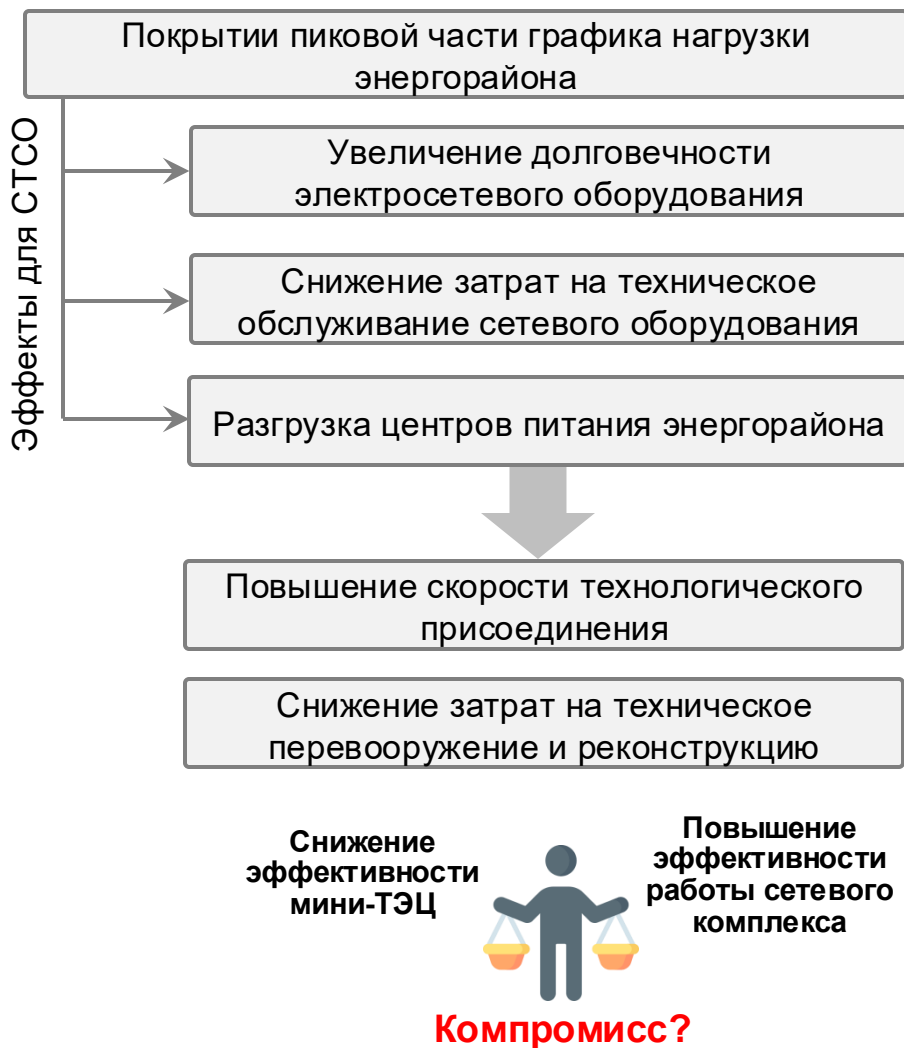 Покрытии пиковой части графика нагрузки
энергорайона
Эффекты для СТСО
Увеличение долговечности
электросетевого оборудования
Снижение затрат на техническое
обслуживание сетевого оборудования
Разгрузка центров питания энергорайона
Повышение скорости технологического
присоединения
Снижение затрат на техническое
перевооружение и реконструкцию
Снижение
эффективности
мини-ТЭЦ
Повышение
эффективности
работы сетевого
комплекса
Компромисс?